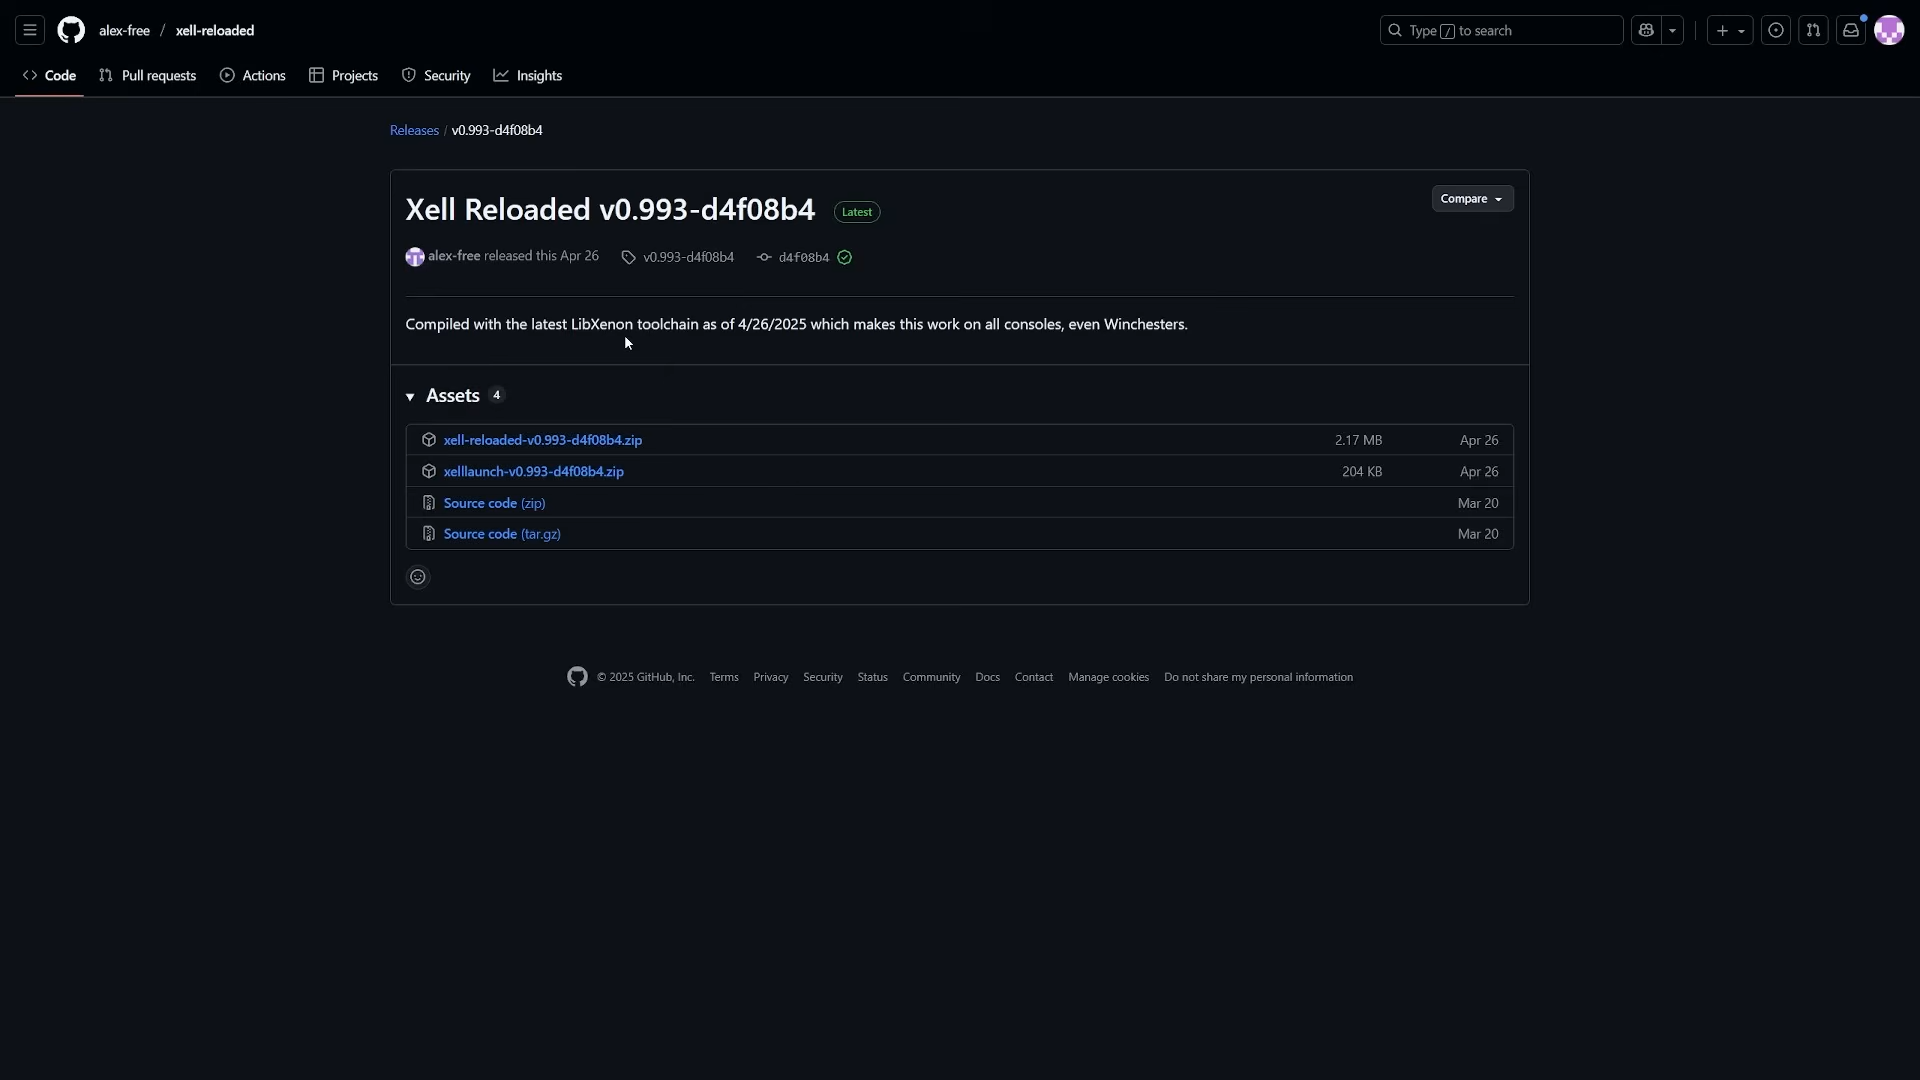 alex-free / xell-reloaded
Type / to search
Code
Pull requests
Actions
Projects
Security
Insights
Releases / v0.993-d4f08b4
Xell Reloaded v0.993-d4f08b4 Latest
Compare
alex-free released this Apr 26 v0.993-d4f08b4 d4f08b4
Compiled with the latest LibXenon toolchain as of 4/26/2025 which makes this work on all consoles, even Winchesters.
Assets 4
xell-reloaded-v0.993-d4f08b4.zip 2.17 MB Apr 26
xelllaunch-v0.993-d4f08b4.zip 204 KB Apr 26
Source code (zip) Mar 20
Source code (tar.gz) Mar 20
© 2025 GitHub, Inc. Terms Privacy Security Status Community Docs Contact Manage cookies Do not share my personal information